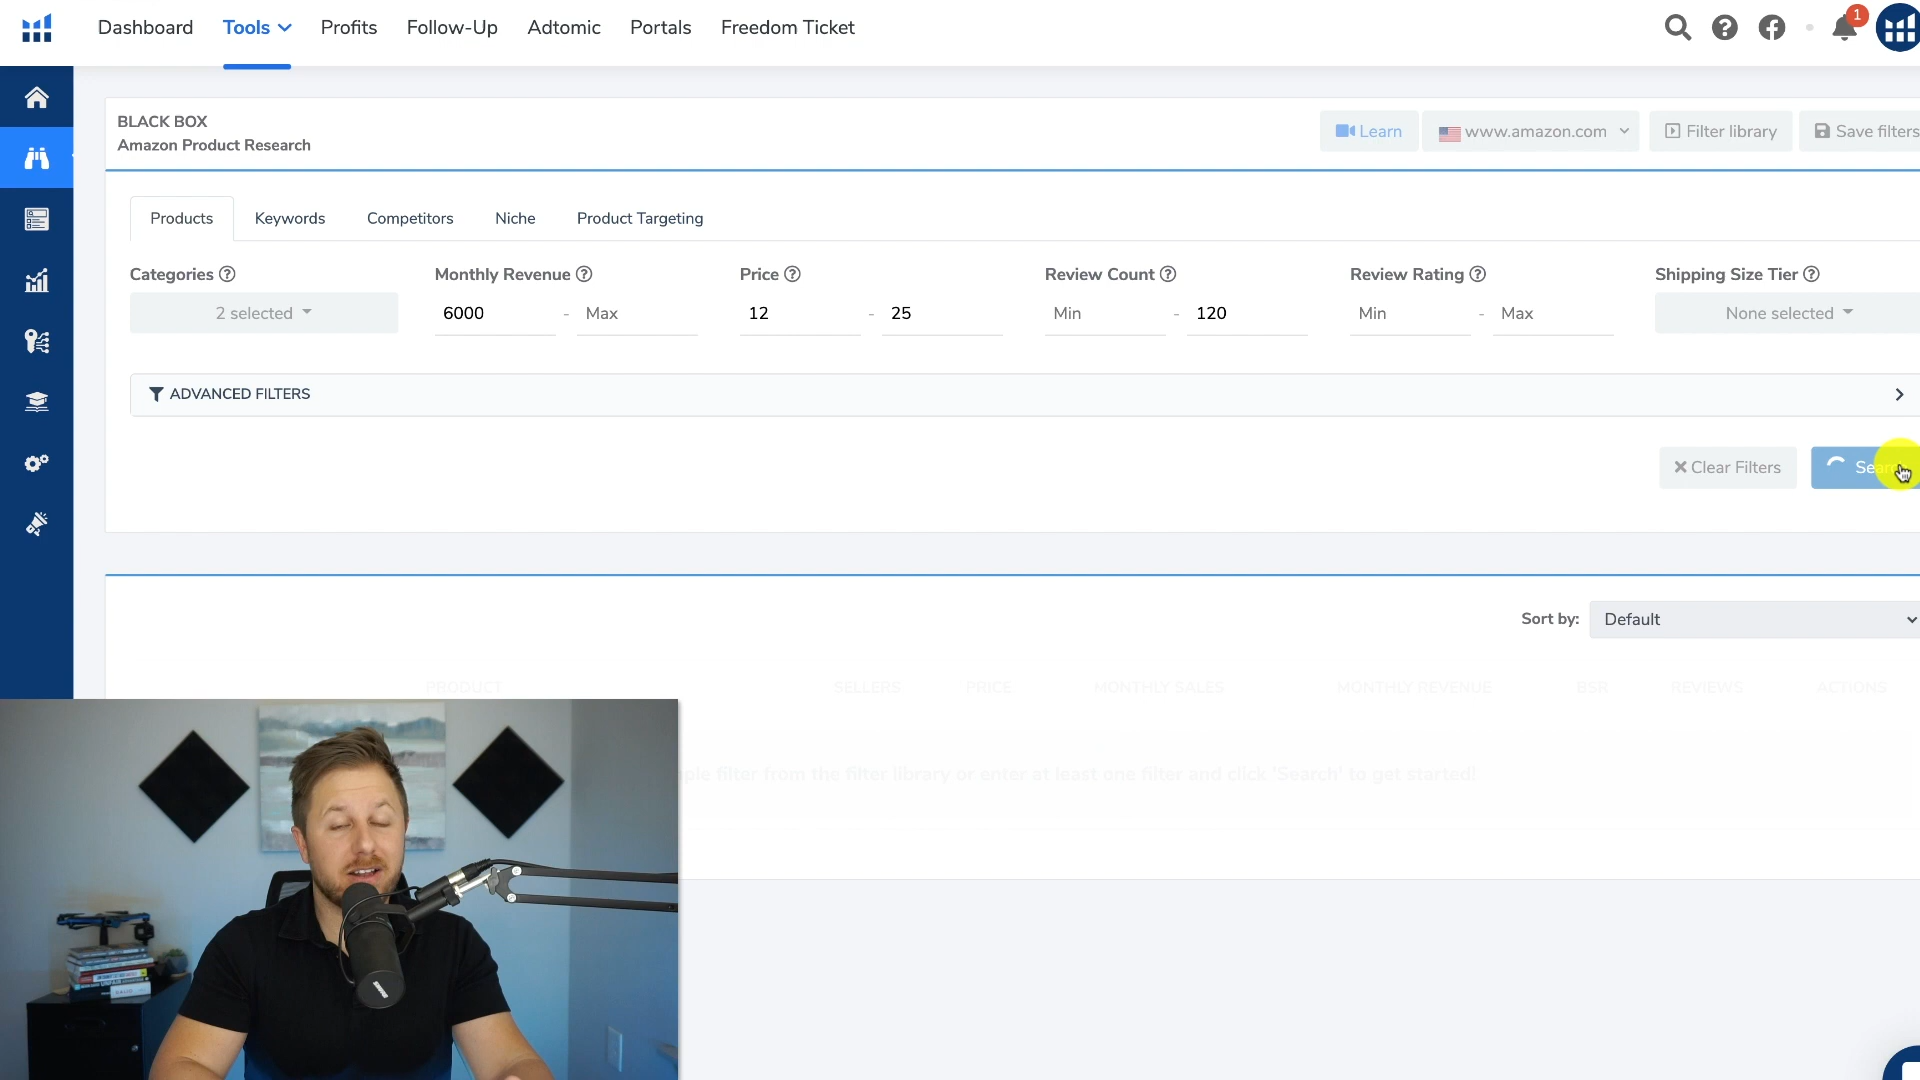 Dashboard Tools Profits Follow-Up Adtomic Portals Freedom Ticket 1
BLACK BOX
Amazon Product Research
Learn www.amazon.com Filter library Save filters
Products Keywords Competitors Niche Product Targeting
Categories Monthly Revenue Price Review Count Review Rating Shipping Size Tier
2 selected 6000 - Max 12 - 25 Min - 120 Min - Max None selected
ADVANCED FILTERS
Clear Filters
Sort by: Default
PRODUCT SELLERS PRICE MONTHLY SALES MONTHLY REVENUE BSR REVIEWS ACTIONS
filter from the filter library or enter at least one filter and click 'Search' to get started!
SHURE